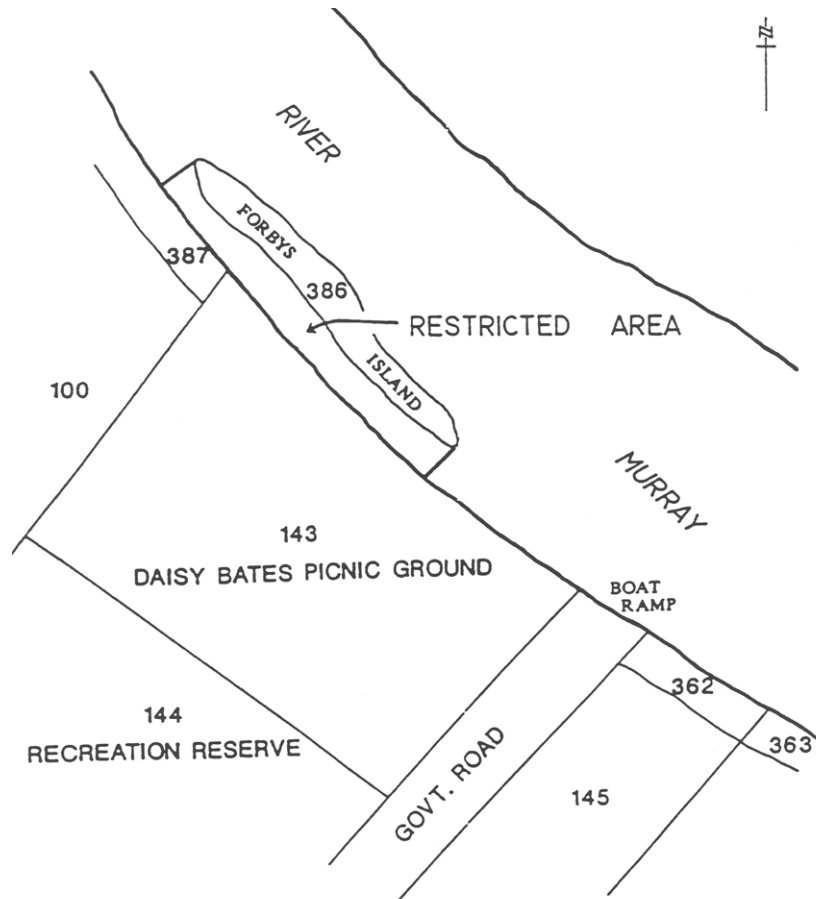 N
RIVER
FORBYS
387
386
RESTRICTED AREA
ISLAND
100
MURRAY
143
DAISY BATES PICNIC GROUND
BOAT
RAMP
362
144
RECREATION RESERVE
363
GOVT. ROAD
145